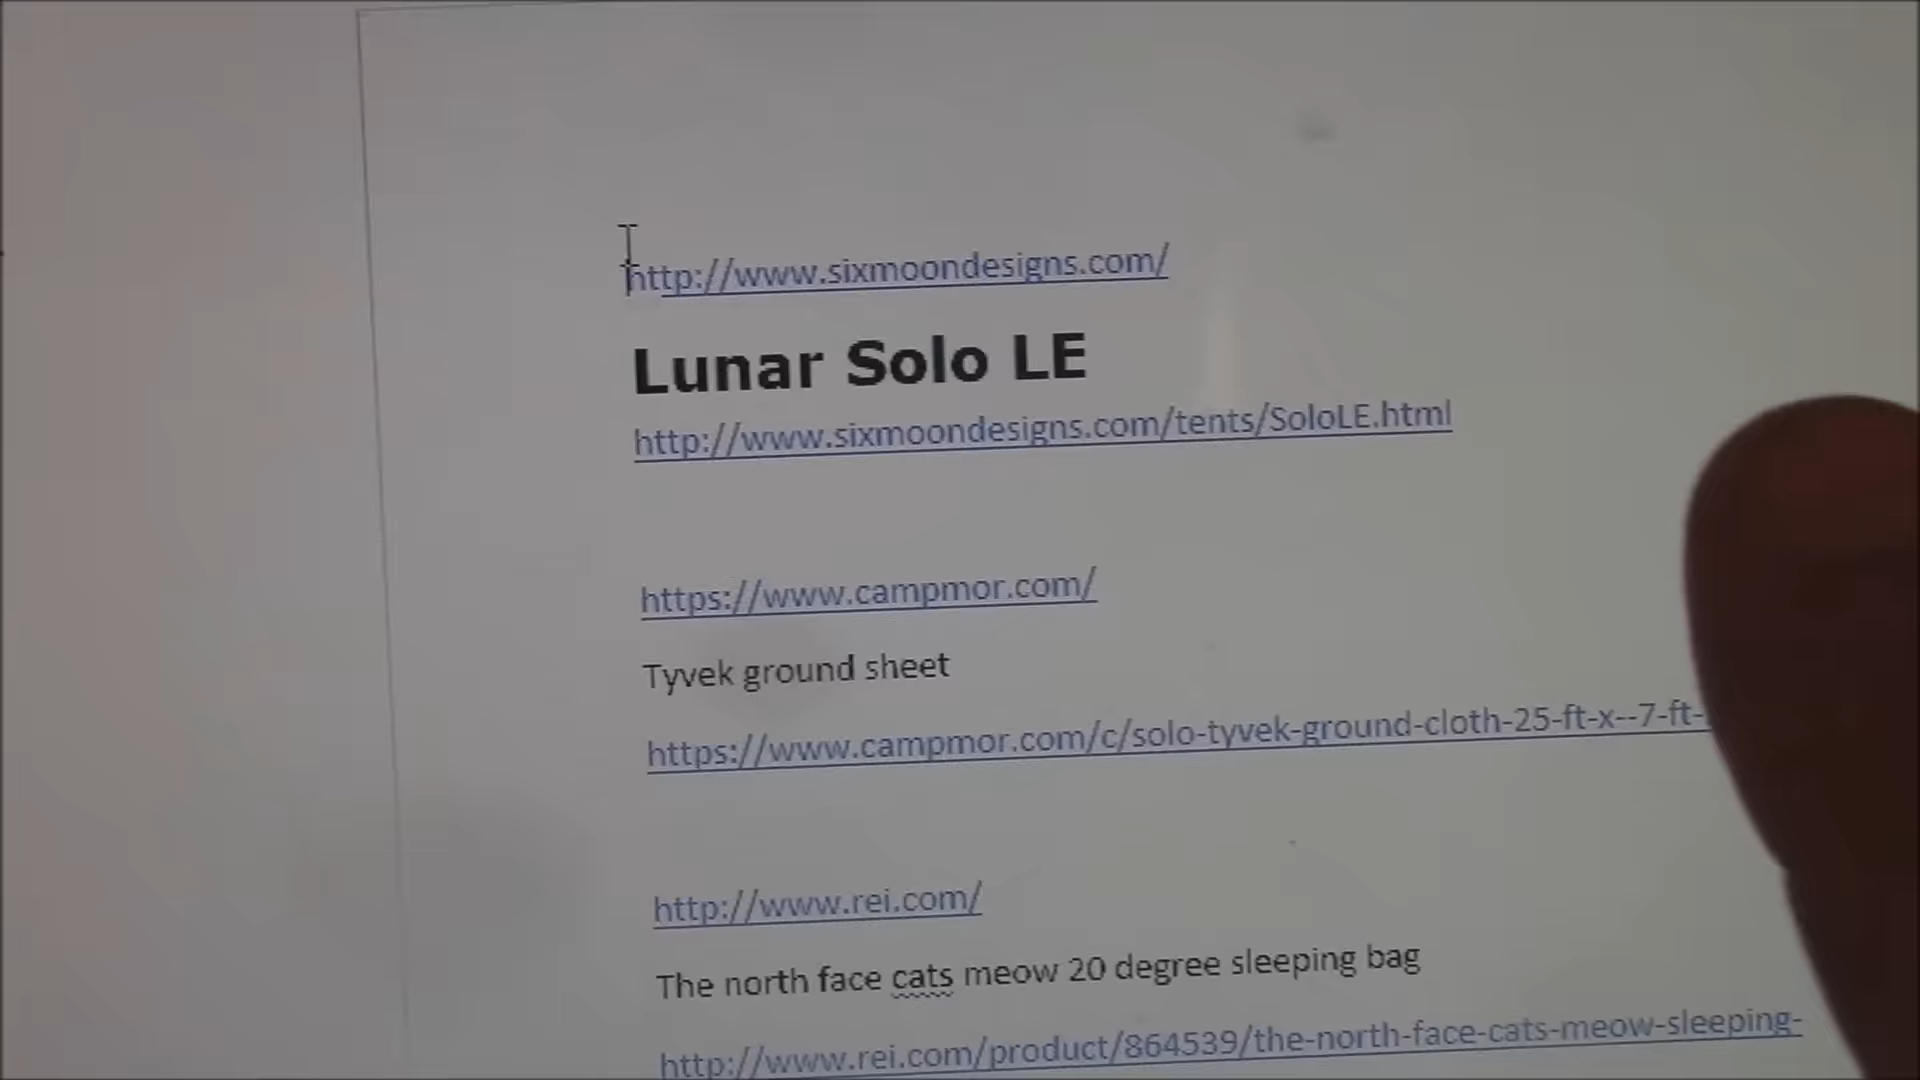 http://www.sixmoondesigns.com/
Lunar Solo LE
http://www.sixmoondesigns.com/tents/SoloLE.html
https://www.campmor.com/
Tyvek ground sheet
https://www.campmor.com/c/solo-tyvek-ground-cloth-25-ft-x--7-ft-
http://www.rei.com/
The north face cats meow 20 degree sleeping bag
http://www.rei.com/product/864539/the-north-face-cats-meow-sleeping-